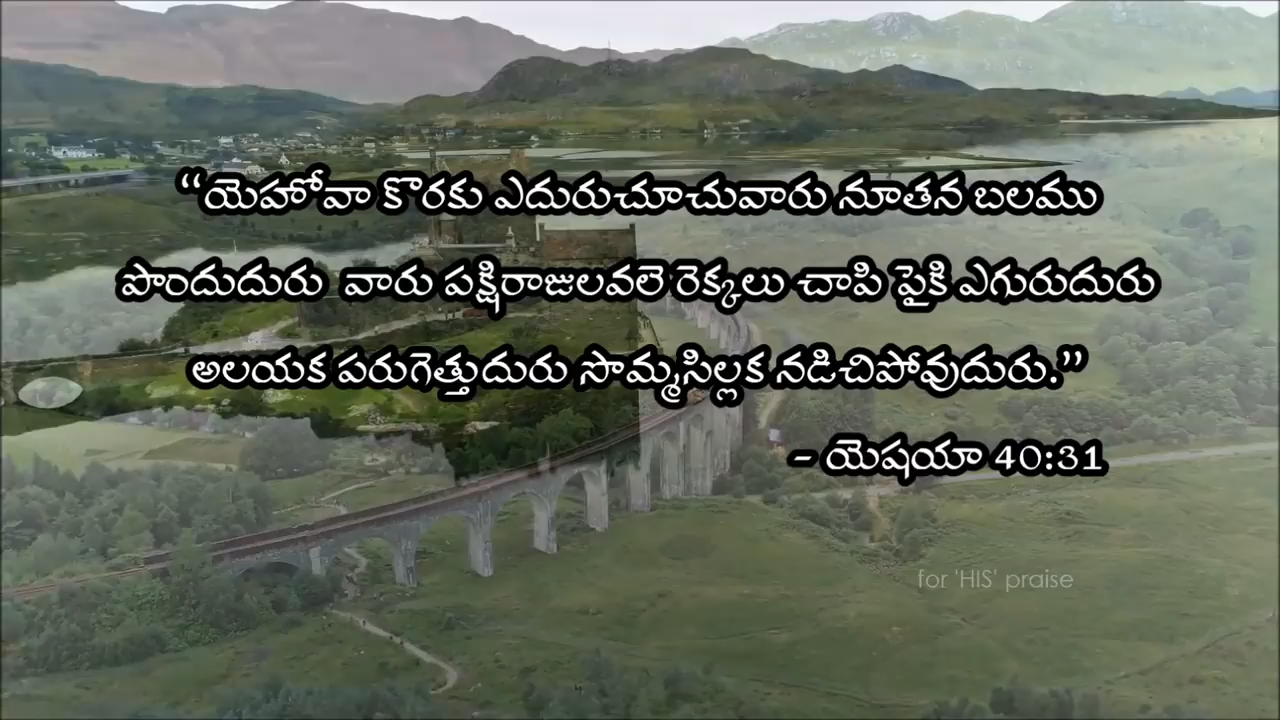 “యెహోవా కొరకు ఎదురుచూచువారు నూతన బలము
పొందుదురు వారు పక్షిరాజులవలె రెక్కలు చాపి పైకి ఎగురుదురు
అలయక పరుగెత్తుదురు సొమ్మసిల్లక నడిచిపోవుదురు.”
- యెషయా 40:31
for 'HIS' praise